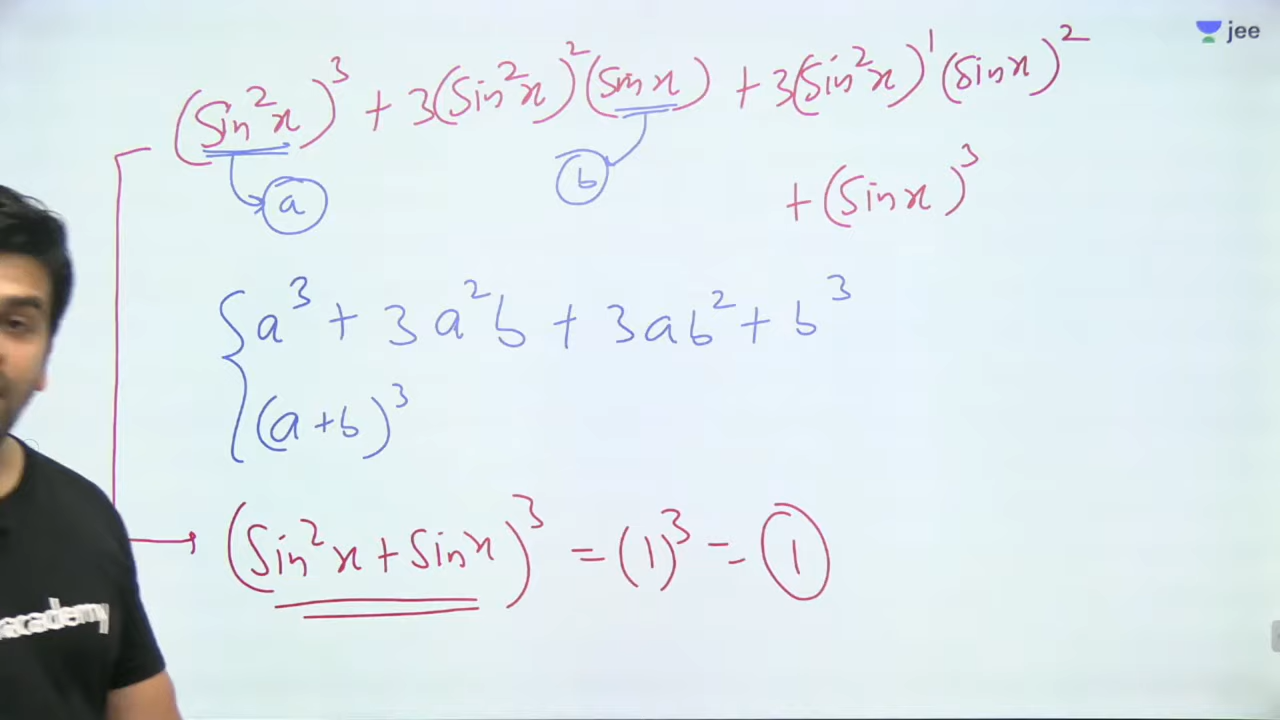 jee
(Sin²x)³ + 3(Sin²x)²(Sinx) + 3(Sin²x)¹(Sinx)²
a
b
+ (Sinx)³
{a³ + 3a²b + 3ab² + b³
(a+b)³
(Sin²x + Sinx)³ = (1)³ = 1
academy